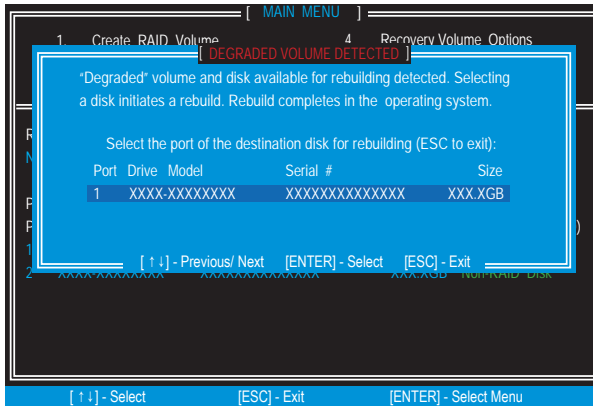 [ MAIN MENU ]
1. Create RAID Volume 4 Recovery Volume Options
[ DEGRADED VOLUME DETECTED ]
"Degraded" volume and disk available for rebuilding detected. Selecting
a disk initiates a rebuild. Rebuild completes in the operating system.
Select the port of the destination disk for rebuilding (ESC to exit):
Port Drive Model Serial # Size
1 XXXX-XXXXXXXX XXXXXXXXXXXXXX XXX.XGB
[ ↑↓] - Previous/ Next [ENTER] - Select [ESC] - Exit
2 XXXX-XXXXXXXX XXXXXXXXXXXXXX XXX.XGB Non-RAID Disk
[ ↑↓] - Select [ESC] - Exit [ENTER] - Select Menu